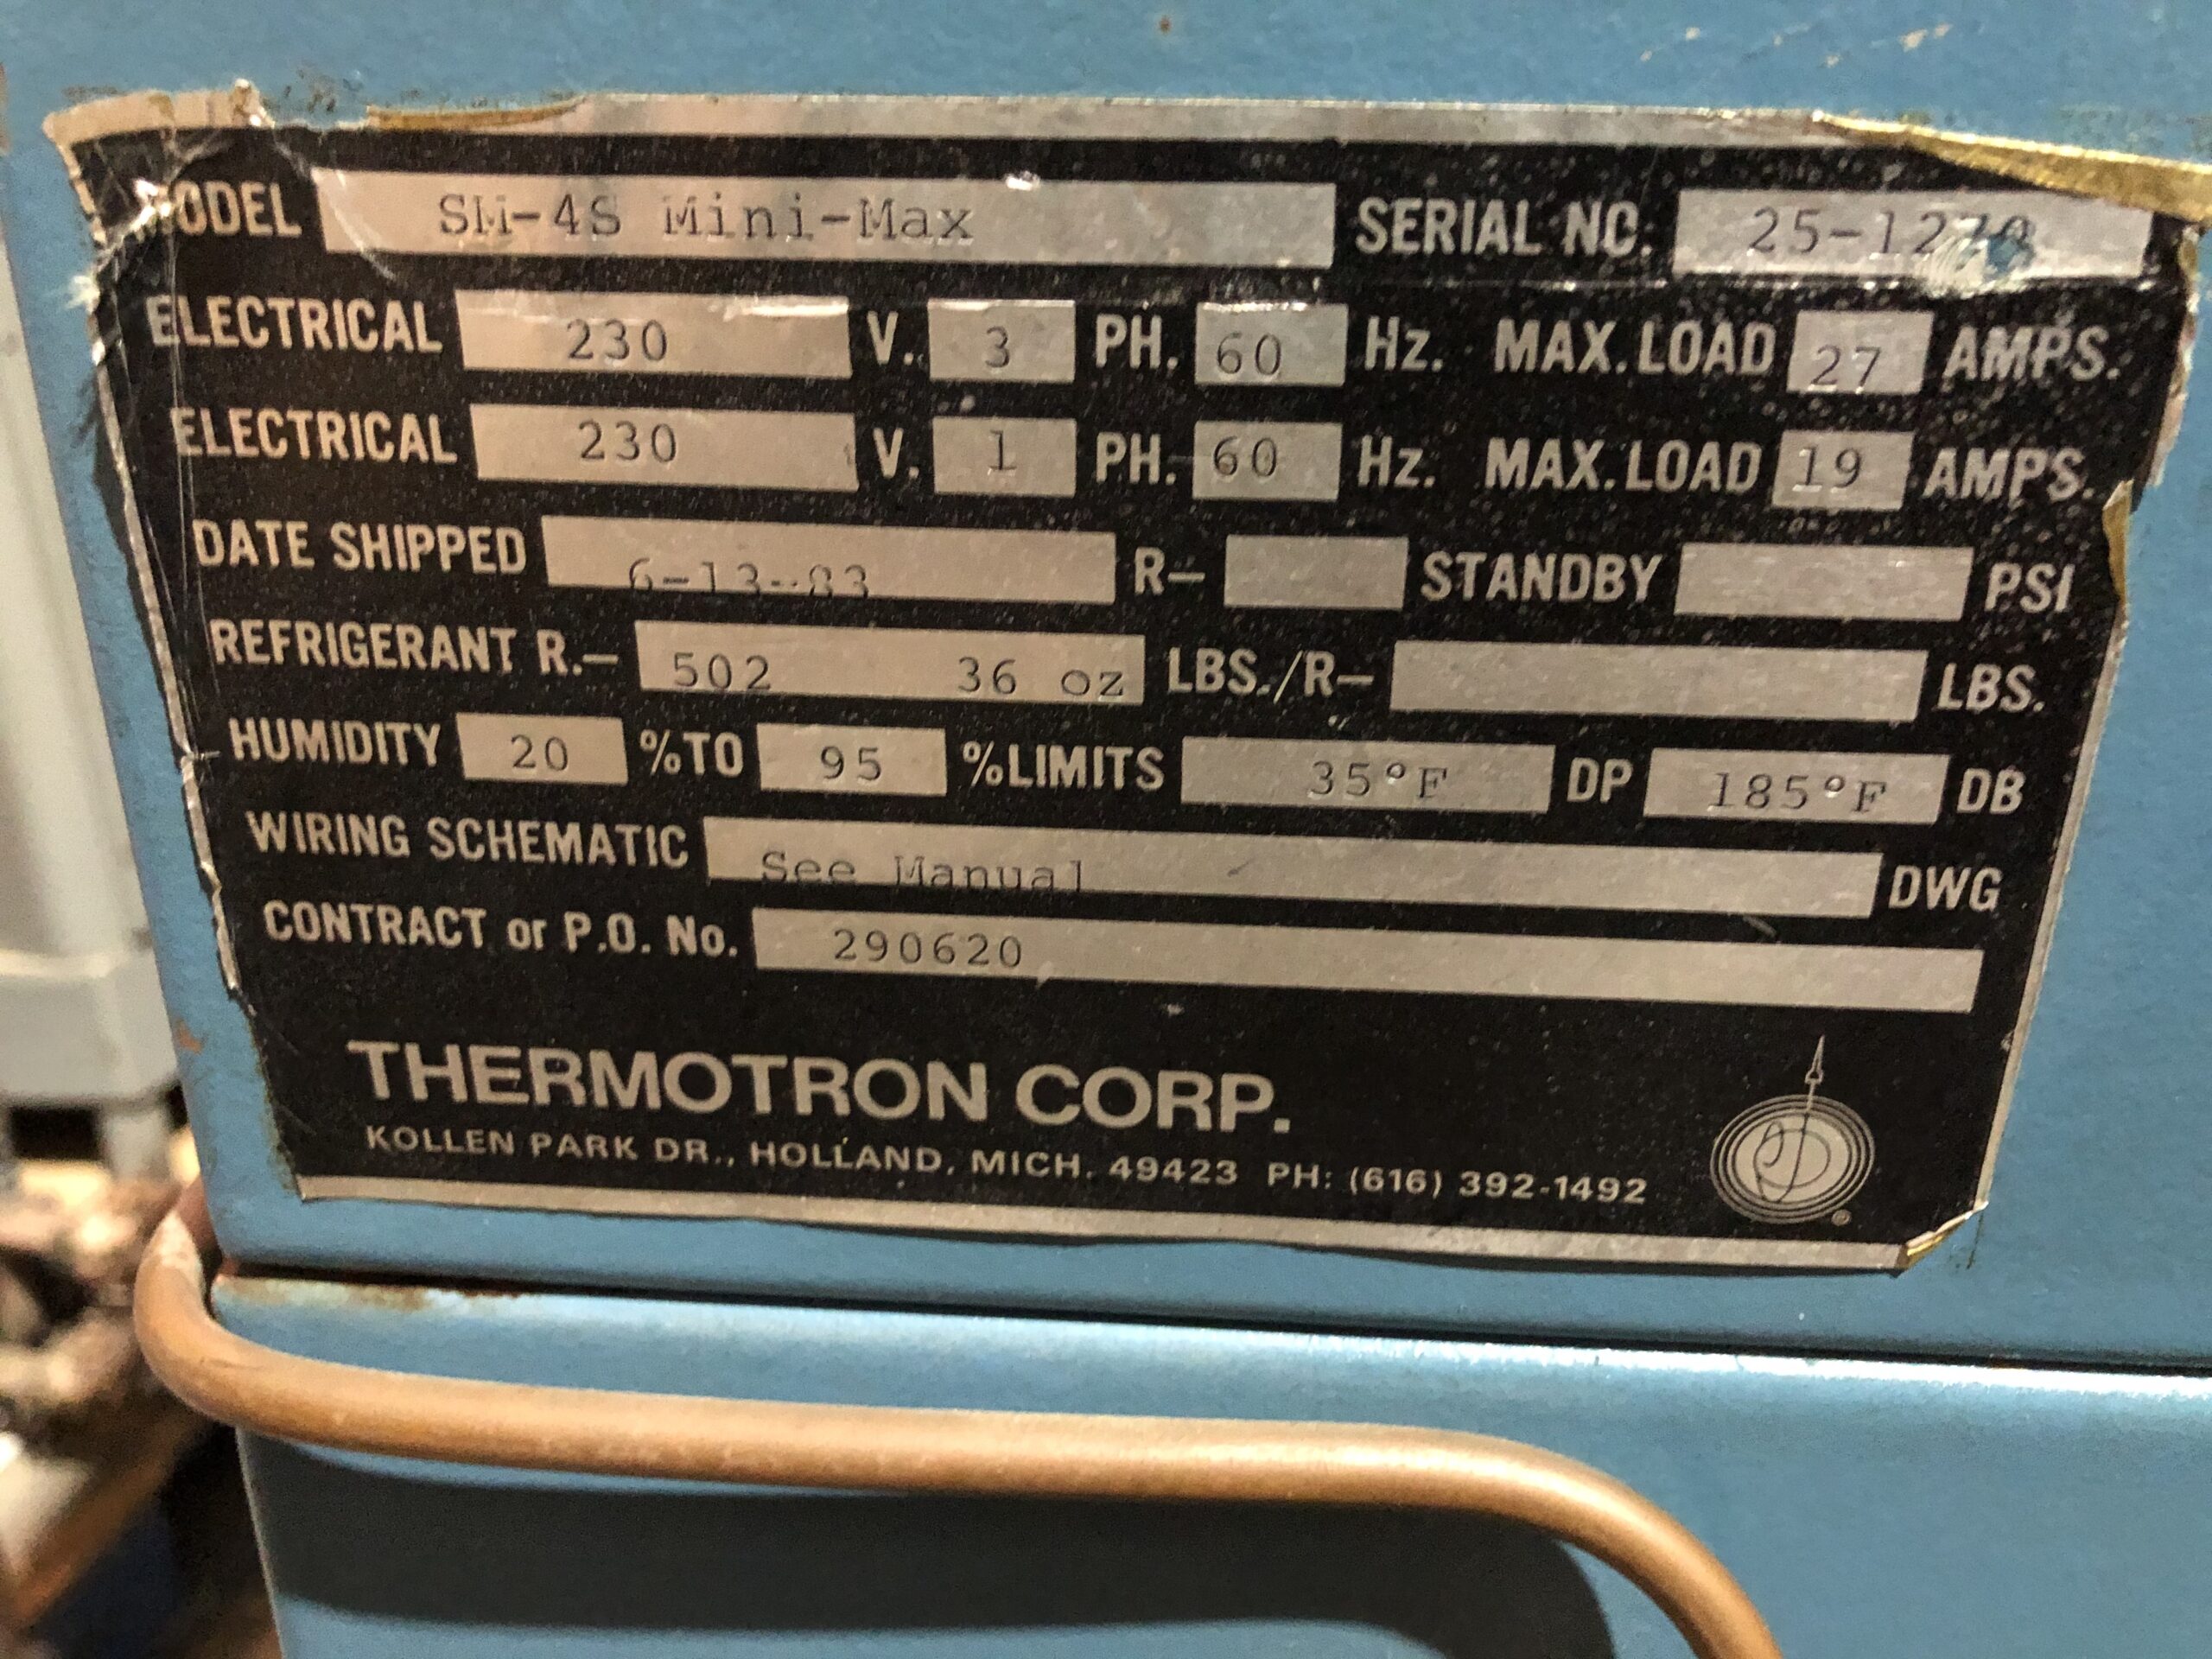 MODEL SM-4S Mini-Max SERIAL NO.
ELECTRICAL 230 V. 3 PH. 60 Hz. MAX. LOAD 27 AMPS.
ELECTRICAL 230 V. 1 PH. 60 Hz. MAX. LOAD 19 AMPS.
DATE SHIPPED 6-13-83 R- STANDBY PSI
REFRIGERANT R.- 502 36 oz LBS./R- LBS.
HUMIDITY 20 % TO 95 % LIMITS 35°F DP 185°F DB
WIRING SCHEMATIC See Manual DWG
CONTRACT or P.O. No. 290620
THERMOTRON CORP.
KOLLEN PARK DR., HOLLAND, MICH. 49423 PH: (616) 392-1492